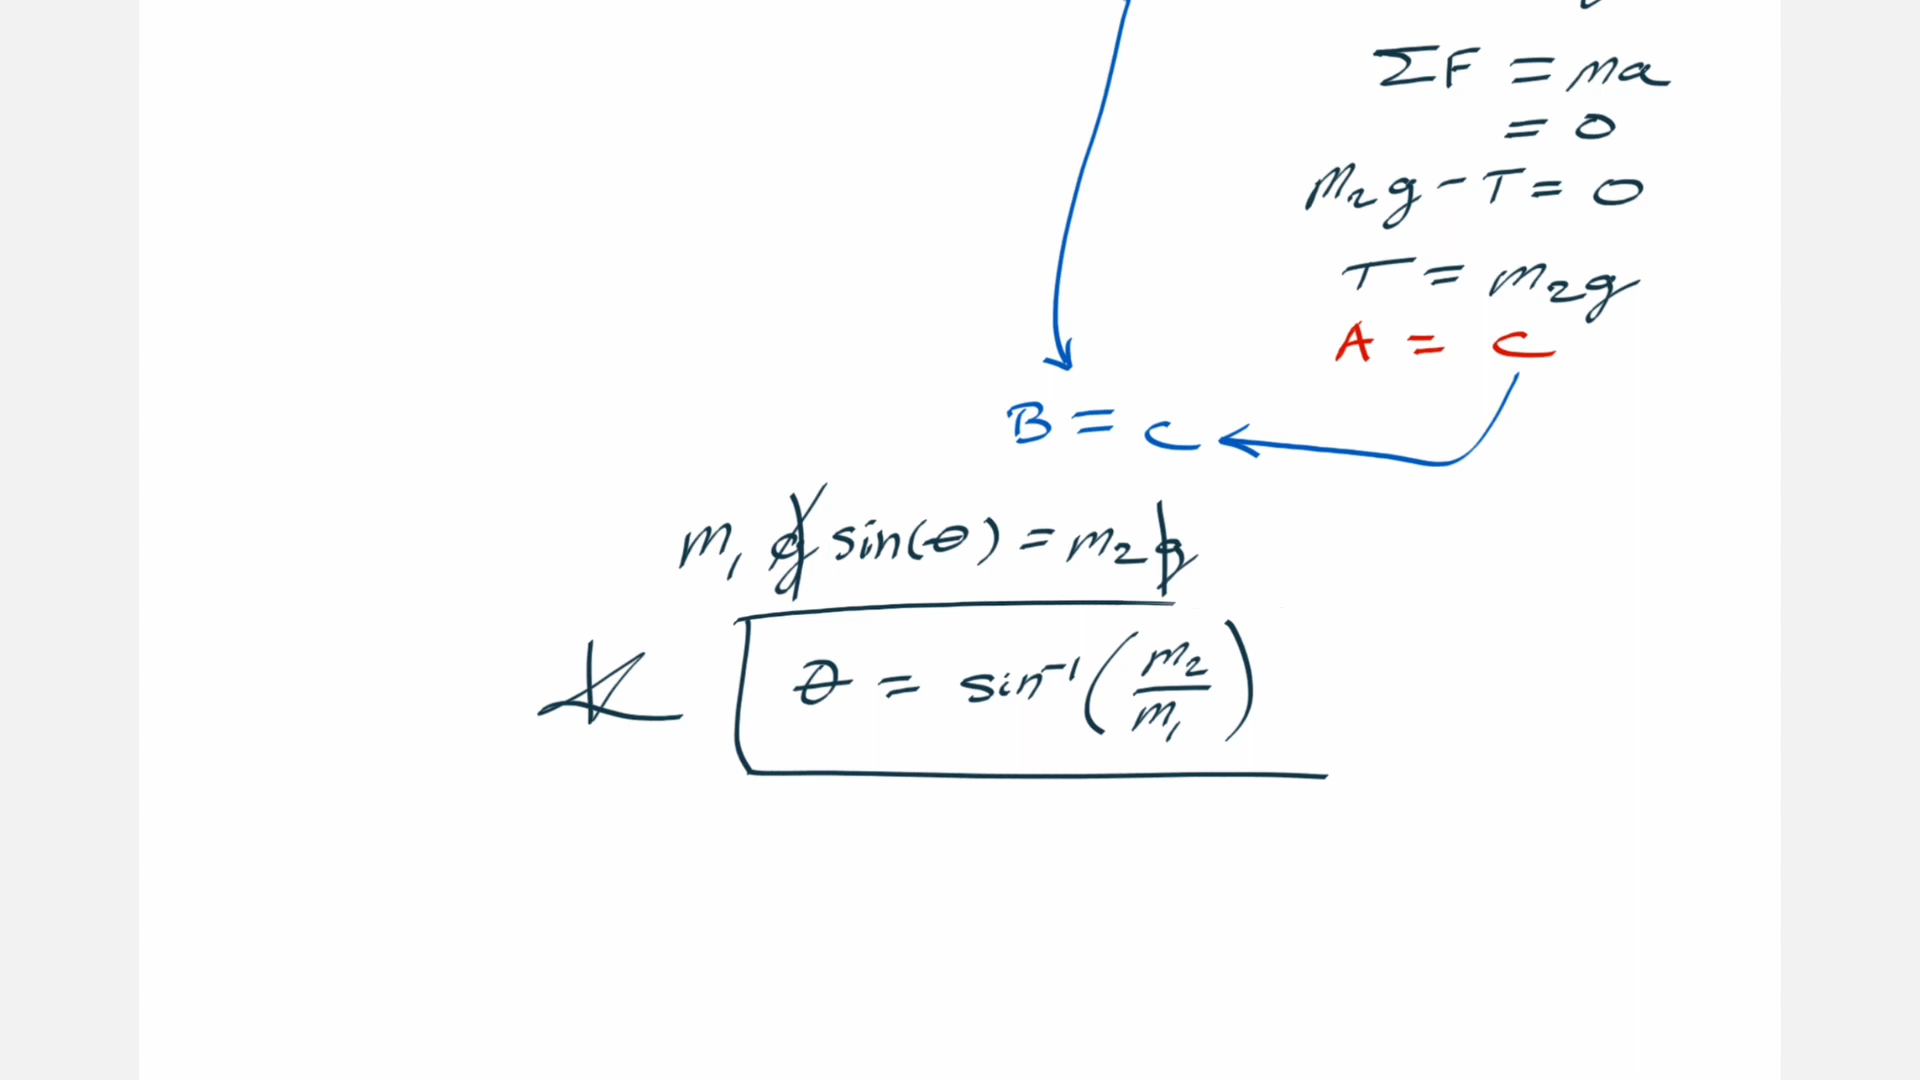 ΣF = ma
= 0
m₂g - T = 0
T = m₂g
A = C
B = C
m₁ g sin(θ) = m₂ g
θ = sin⁻¹(m₂/m₁)